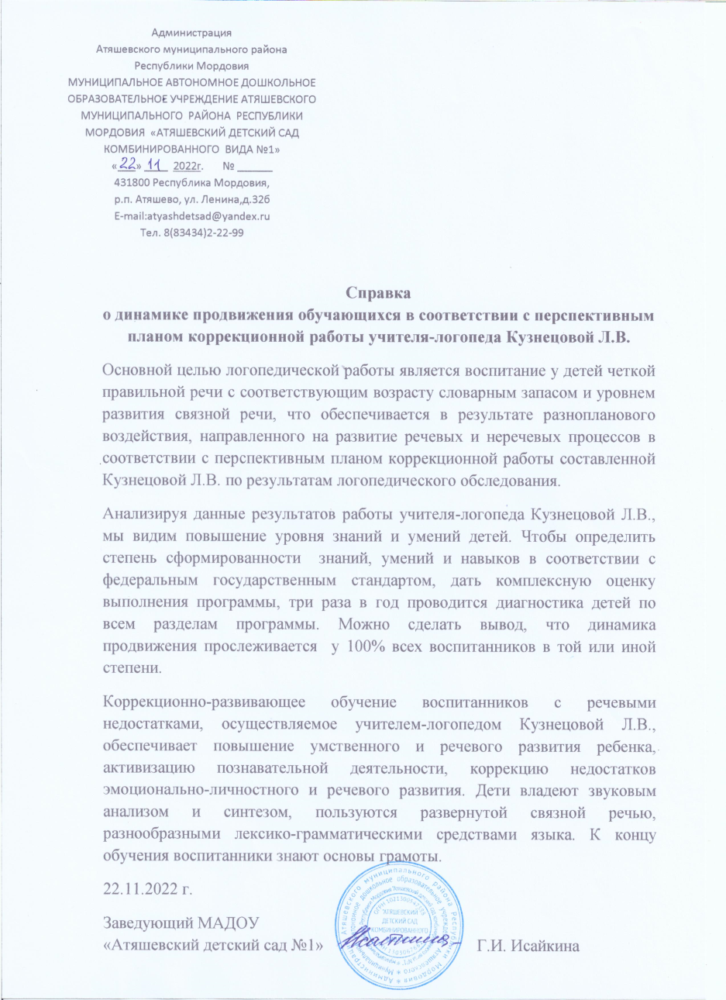 Администрация
Атяшевского муниципального района
Республики Мордовия
МУНИЦИПАЛЬНОЕ АВТОНОМНОЕ ДОШКОЛЬНОЕ
ОБРАЗОВАТЕЛЬНОЕ УЧРЕЖДЕНИЕ АТЯШЕВСКОГО
МУНИЦИПАЛЬНОГО РАЙОНА РЕСПУБЛИКИ
МОРДОВИЯ «АТЯШЕВСКИЙ ДЕТСКИЙ САД
КОМБИНИРОВАННОГО ВИДА №1»
«22» 11 2022г. № ______
431800 Республика Мордовия,
р.п. Атяшево, ул. Ленина,д.32б
E-mail:atyashdetsad@yandex.ru
Тел. 8(83434)2-22-99
Справка
о динамике продвижения обучающихся в соответствии с перспективным
планом коррекционной работы учителя-логопеда Кузнецовой Л.В.
Основной целью логопедической работы является воспитание у детей четкой
правильной речи с соответствующим возрасту словарным запасом и уровнем
развития связной речи, что обеспечивается в результате разнопланового
воздействия, направленного на развитие речевых и неречевых процессов в
соответствии с перспективным планом коррекционной работы составленной
Кузнецовой Л.В. по результатам логопедического обследования.
Анализируя данные результатов работы учителя-логопеда Кузнецовой Л.В.,
мы видим повышение уровня знаний и умений детей. Чтобы определить
степень сформированности знаний, умений и навыков в соответствии с
федеральным государственным стандартом, дать комплексную оценку
выполнения программы, три раза в год проводится диагностика детей по
всем разделам программы. Можно сделать вывод, что динамика
продвижения прослеживается у 100% всех воспитанников в той или иной
степени.
Коррекционно-развивающее обучение воспитанников с речевыми
недостатками, осуществляемое учителем-логопедом Кузнецовой Л.В.,
обеспечивает повышение умственного и речевого развития ребенка,
активизацию познавательной деятельности, коррекцию недостатков
эмоционально-личностного и речевого развития. Дети владеют звуковым
анализом и синтезом, пользуются развернутой связной речью,
разнообразными лексико-грамматическими средствами языка. К концу
обучения воспитанники знают основы грамоты.
22.11.2022 г.
Заведующий МАДОУ
«Атяшевский детский сад №1» Г.И. Исайкина
АТЯШЕВСКИЙ
ДЕТСКИЙ САД
КОМБИНИРОВАННОГО